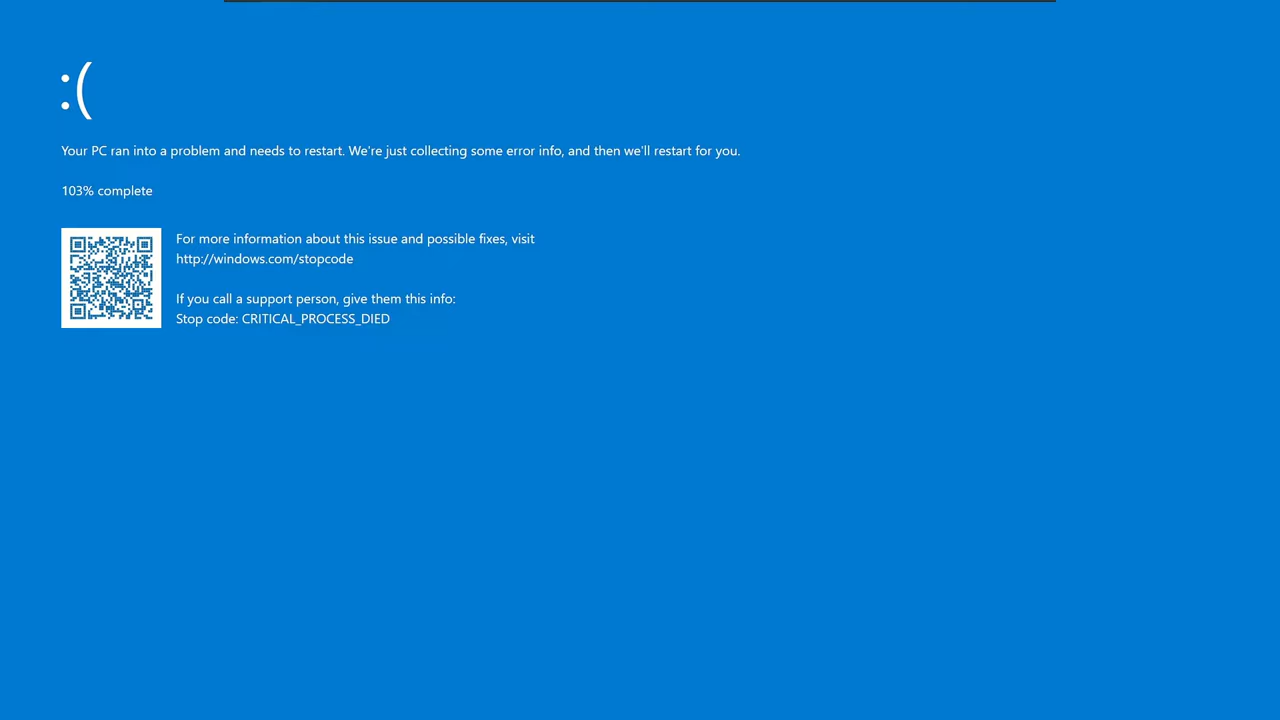 :(
Your PC ran into a problem and needs to restart. We're just collecting some error info, and then we'll restart for you.
103% complete
For more information about this issue and possible fixes, visit
http://windows.com/stopcode
If you call a support person, give them this info:
Stop code: CRITICAL_PROCESS_DIED